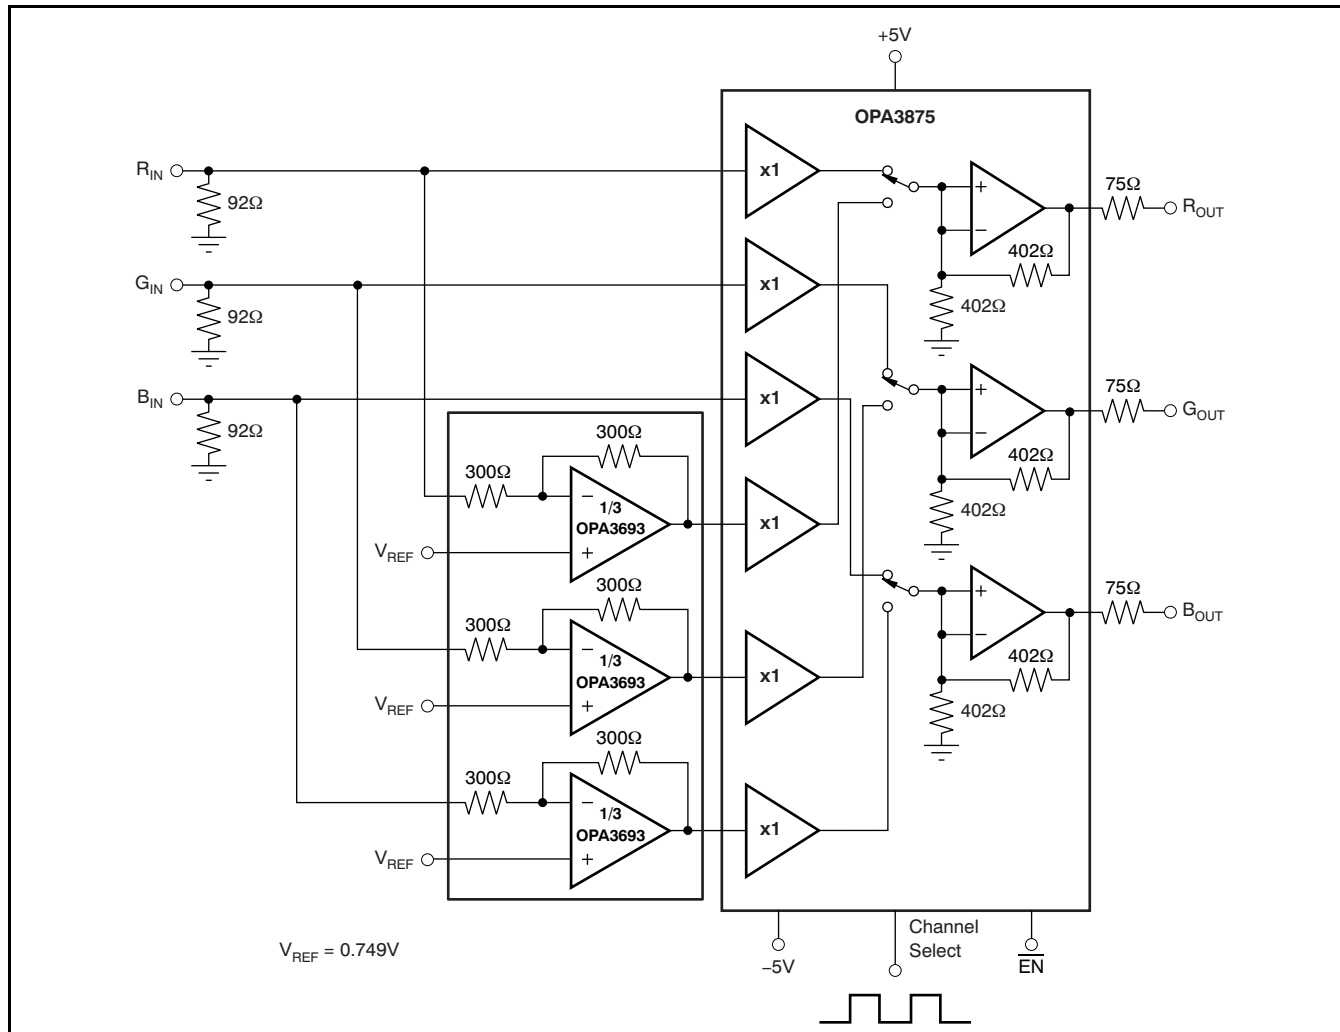 +5V
OPA3875
R_IN
92Ω
x1
+
−
75Ω
R_OUT
402Ω
402Ω
G_IN
92Ω
x1
+
−
75Ω
G_OUT
402Ω
402Ω
B_IN
92Ω
x1
300Ω
300Ω
−
1/3
OPA3693
+
V_REF
x1
+
−
75Ω
B_OUT
402Ω
402Ω
300Ω
300Ω
−
1/3
OPA3693
+
V_REF
x1
300Ω
300Ω
−
1/3
OPA3693
+
V_REF
x1
V_REF = 0.749V
−5V
Channel
Select
EN